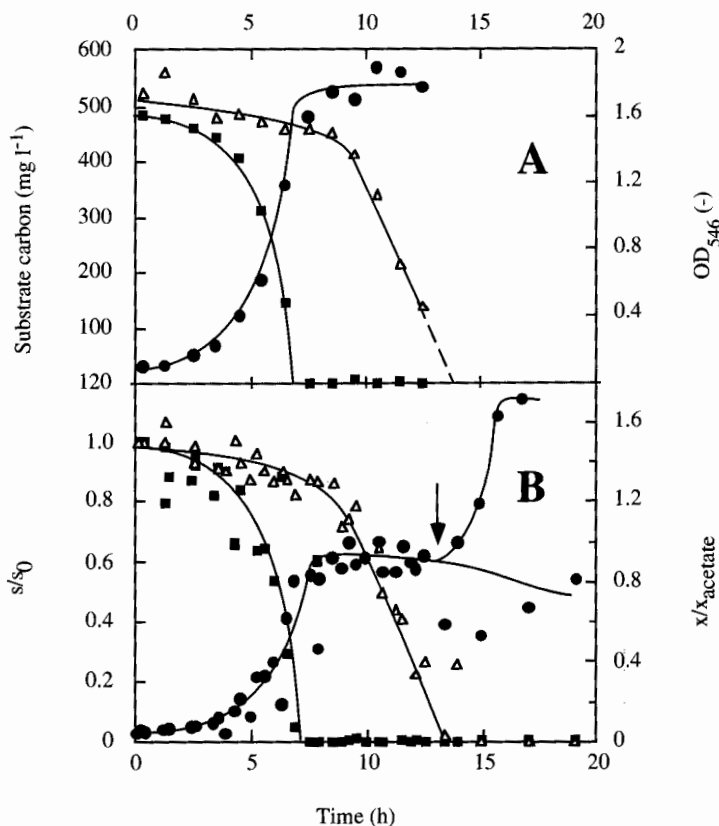 0 5 10 15 20
600 2
500 1.6
400 1.2
300
200 0.8
100 0.4
120
A
Substrate carbon (mg l⁻¹)
OD₅₄₆ (-)
1.0 1.6
0.8 1.2
0.6 0.8
0.4
0.2 0.4
0 0
B
s/s₀
x/xacetate
0 5 10 15 20
Time (h)